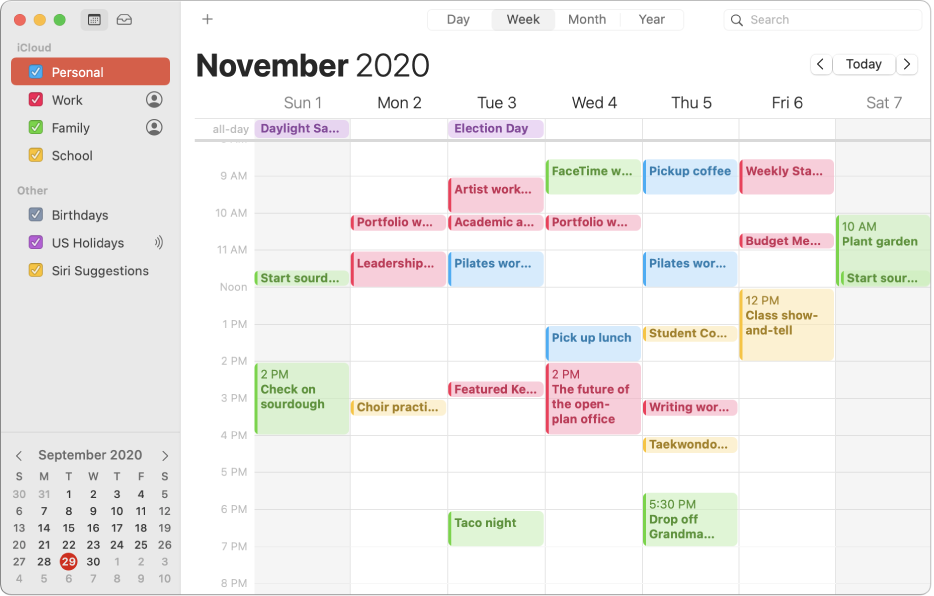 Day Week Month Year
Search
iCloud
Personal
Work
Family
School
Other
Birthdays
US Holidays
Siri Suggestions
September 2020
S M T W T F S
30 31 1 2 3 4 5
6 7 8 9 10 11 12
13 14 15 16 17 18 19
20 21 22 23 24 25 26
27 28 29 30 1 2 3
4 5 6 7 8 9 10
November 2020
Today
Sun 1 Mon 2 Tue 3 Wed 4 Thu 5 Fri 6 Sat 7
all-day Daylight Sa... Election Day
9 AM
10 AM
11 AM
Noon
1 PM
2 PM
3 PM
4 PM
5 PM
6 PM
7 PM
8 PM
Start sourd...
2 PM
Check on
sourdough
Portfolio w...
Leadership...
Choir practi...
Artist work...
Academic a...
Pilates wor...
Featured Ke...
Taco night
FaceTime w...
Portfolio w...
Pick up lunch
2 PM
The future of
the open-
plan office
Pickup coffee
Pilates wor...
Student Co...
Writing wor...
Taekwondo...
5:30 PM
Drop off
Grandma...
Weekly Sta...
Budget Me...
12 PM
Class show-
and-tell
10 AM
Plant garden
Start sour...